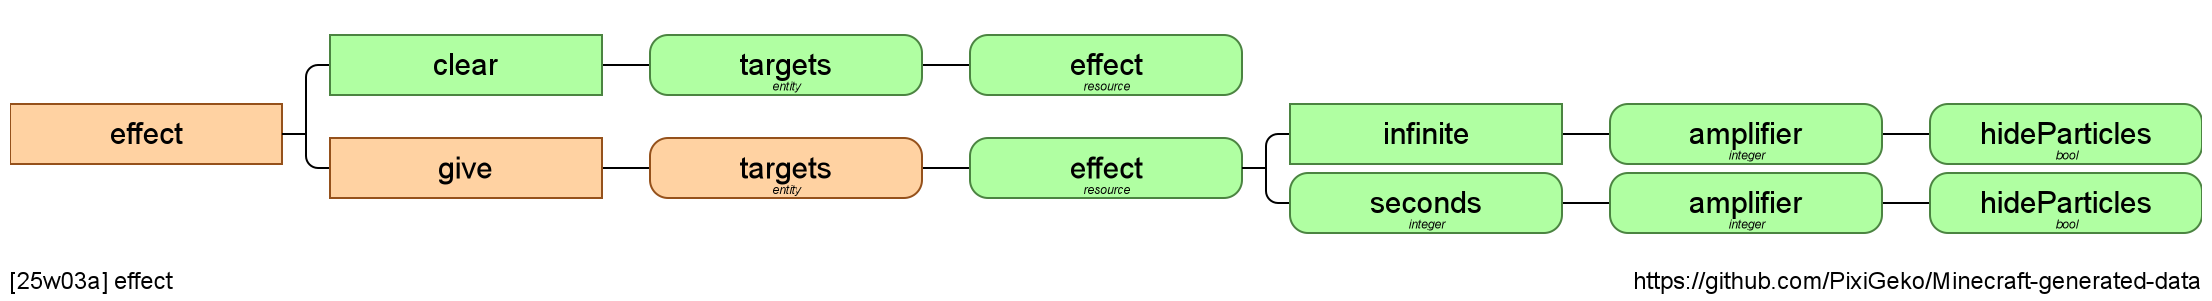 effect
clear
targets
entity
effect
resource
give
targets
entity
effect
resource
infinite
amplifier
integer
hideParticles
bool
seconds
integer
amplifier
integer
hideParticles
bool
[25w03a] effect
https://github.com/PixiGeko/Minecraft-generated-data